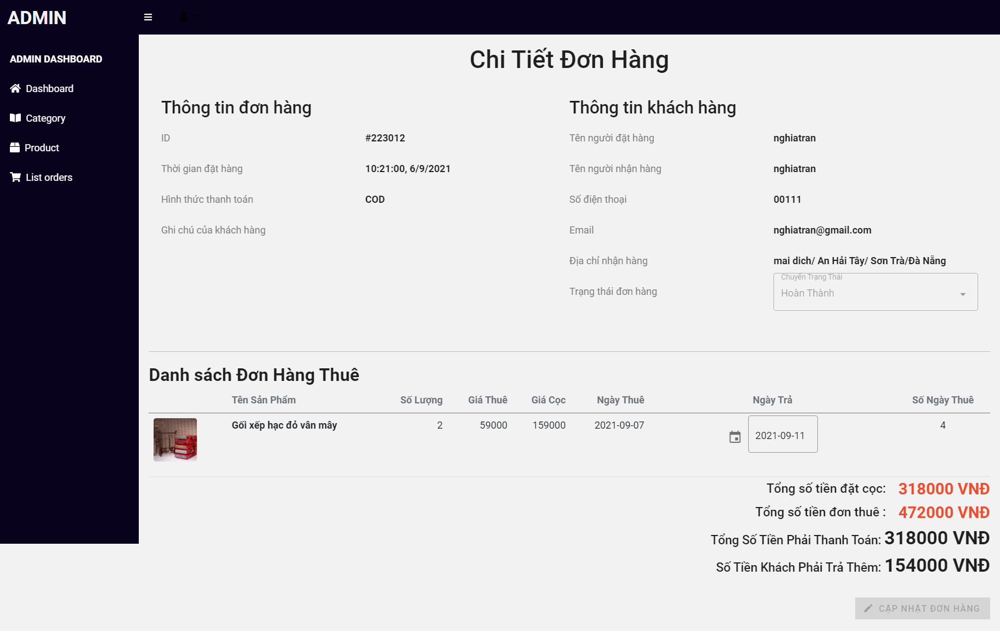 ADMIN
ADMIN DASHBOARD
Dashboard
Category
Product
List orders
Chi Tiết Đơn Hàng
Thông tin đơn hàng
ID #223012
Thời gian đặt hàng 10:21:00, 6/9/2021
Hình thức thanh toán COD
Ghi chú của khách hàng
Thông tin khách hàng
Tên người đặt hàng nghiatran
Tên người nhận hàng nghiatran
Số điện thoại 00111
Email nghiatran@gmail.com
Địa chỉ nhận hàng mai dich/ An Hải Tây/ Sơn Trà/Đà Nẵng
Chuyển Trạng Thái
Trạng thái đơn hàng Hoàn Thành
Danh sách Đơn Hàng Thuê
Tên Sản Phẩm Số Lượng Giá Thuê Giá Cọc Ngày Thuê Ngày Trả Số Ngày Thuê
Gối xếp hạc đỏ vân mây 2 59000 159000 2021-09-07 2021-09-11 4
Tổng số tiền đặt cọc: 318000 VNĐ
Tổng số tiền đơn thuê : 472000 VNĐ
Tổng Số Tiền Phải Thanh Toán: 318000 VNĐ
Số Tiền Khách Phải Trả Thêm: 154000 VNĐ
CẬP NHẬT ĐƠN HÀNG